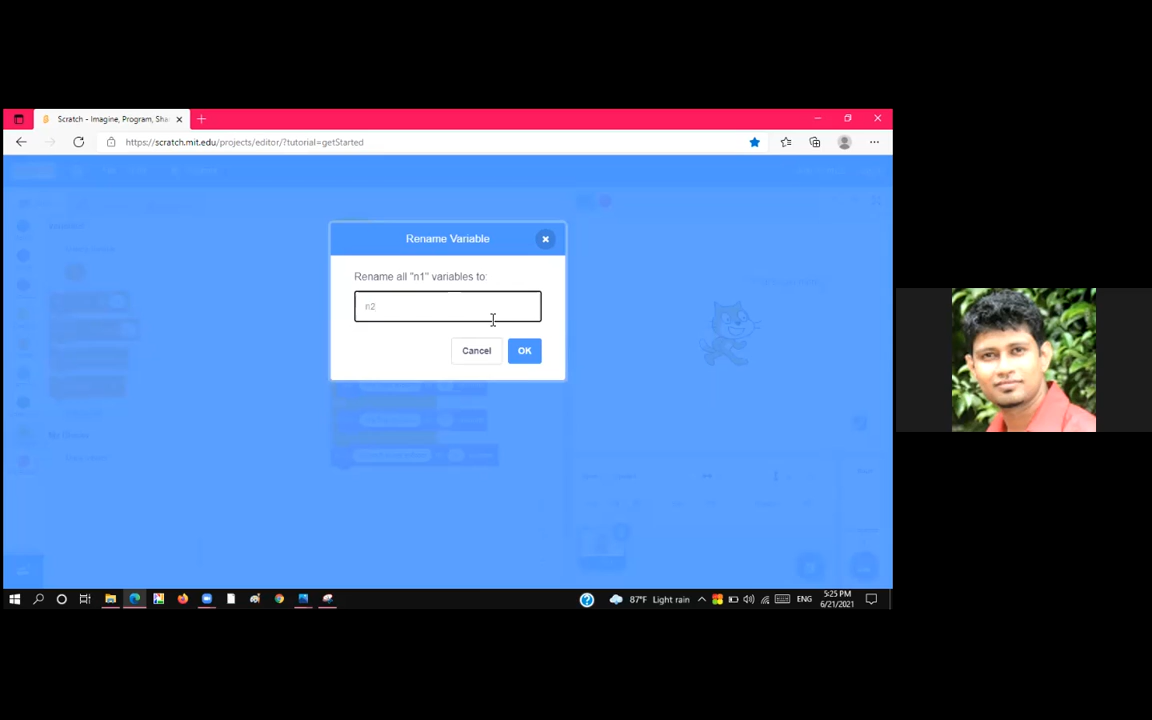 Scratch - Imagine, Program, Sha
https://scratch.mit.edu/projects/editor/?tutorial=getStarted
Rename Variable
Rename all "n1" variables to:
n2
Cancel
OK
87°F Light rain
ENG
5:25 PM
6/21/2021